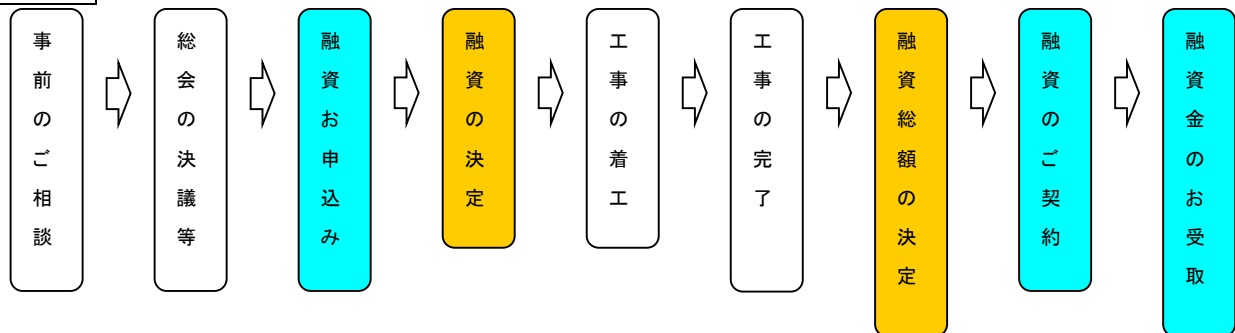 事前のご相談
総会の決議等
融資お申込み
融資の決定
工事の着工
工事の完了
融資総額の決定
融資のご契約
融資金のお受取